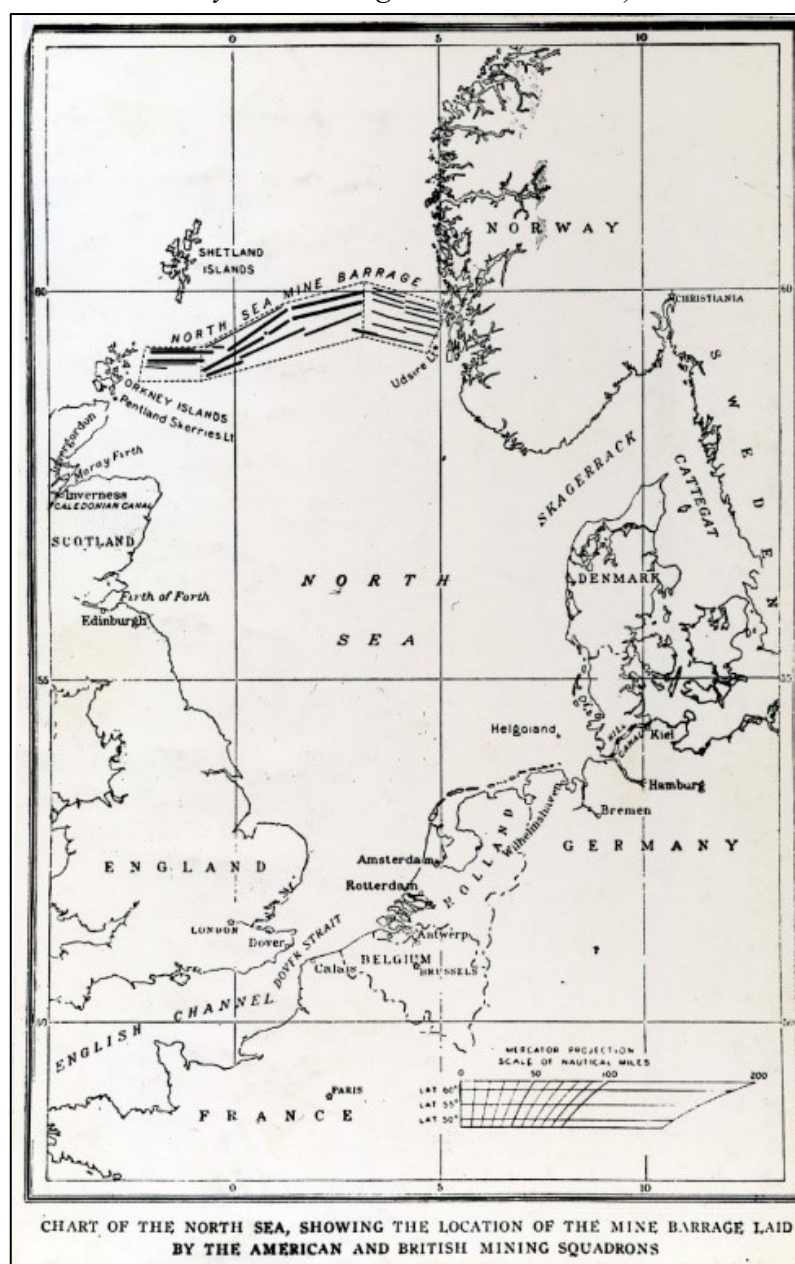 0 5 10
NORWAY
SHETLAND
ISLANDS
NORTH SEA MINE BARRAGE
60 60
CHRISTIANIA
Udsire Lt
ORKNEY ISLANDS
Pentland Skerries Lt
SWEDEN
Moray Firth
Inverness
CALEDONIAN CANAL
SKAGERRACK
CATTEGAT
SCOTLAND
NORTH
SEA
DENMARK
Firth of Forth
Edinburgh
55 55
Helgoland
KIEL CANAL
Kiel
Hamburg
Bremen
Wilhelmshaven
HOLLAND
GERMANY
ENGLAND
Amsterdam
Rotterdam
LONDON
Dover
DOVER STRAIT
Antwerp
Calais
BELGIUM
BRUSSELS
ENGLISH CHANNEL
50
MERCATOR PROJECTION
SCALE OF NAUTICAL MILES
0 50 100 200
LAT 60°
LAT 55°
LAT 50°
PARIS
FRANCE
0 5 10
CHART OF THE NORTH SEA, SHOWING THE LOCATION OF THE MINE BARRAGE LAID
BY THE AMERICAN AND BRITISH MINING SQUADRONS